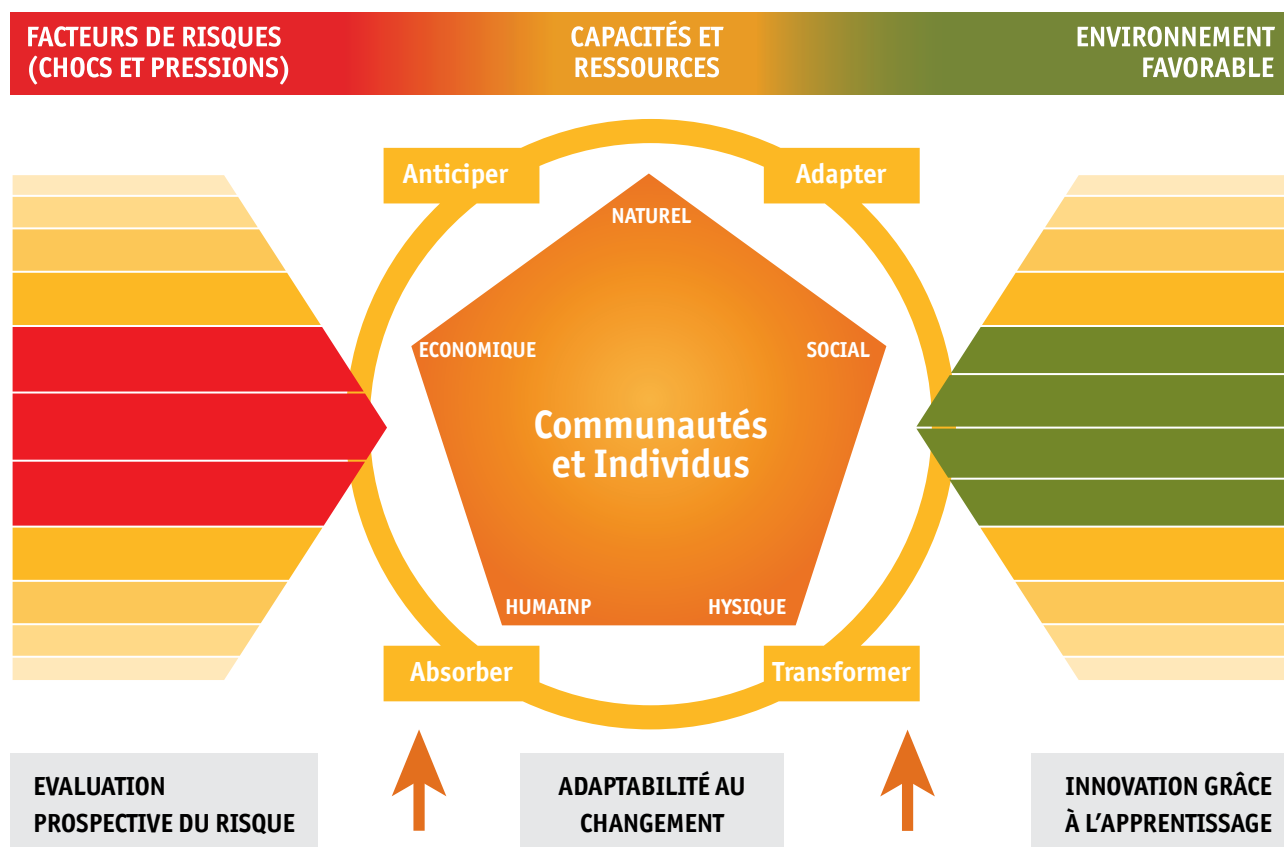 FACTEURS DE RISQUES
(CHOCS ET PRESSIONS)
CAPACITÉS ET
RESSOURCES
ENVIRONNEMENT
FAVORABLE
Anticiper
Adapter
NATUREL
ECONOMIQUE
SOCIAL
Communautés
et Individus
HUMAINP
HYSIQUE
Absorber
Transformer
EVALUATION
PROSPECTIVE DU RISQUE
ADAPTABILITÉ AU
CHANGEMENT
INNOVATION GRÂCE
À L’APPRENTISSAGE